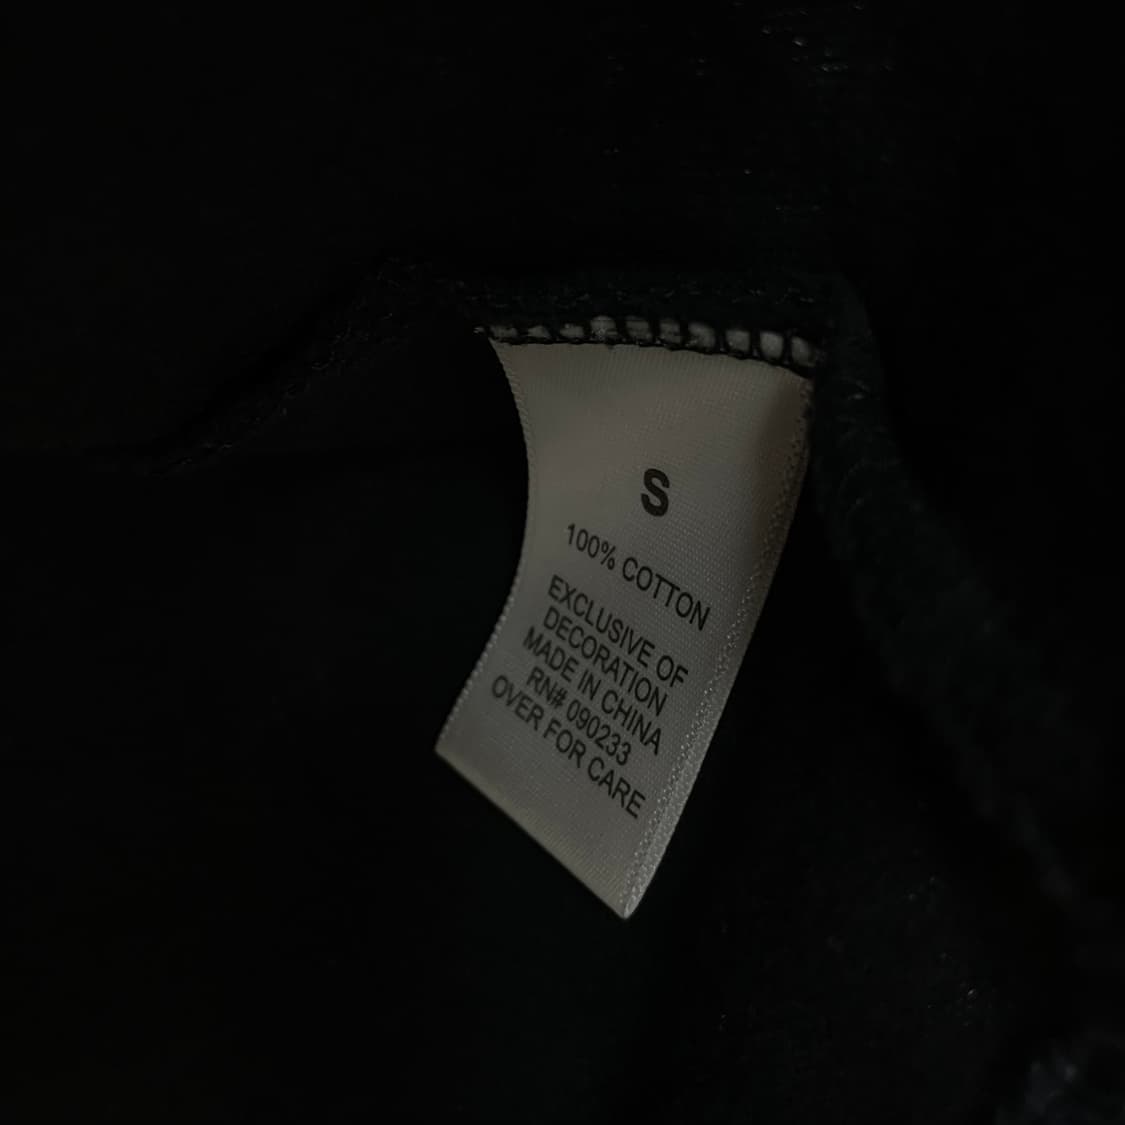 S
100% COTTON
EXCLUSIVE OF
DECORATION
MADE IN CHINA
RN# 090233
OVER FOR CARE